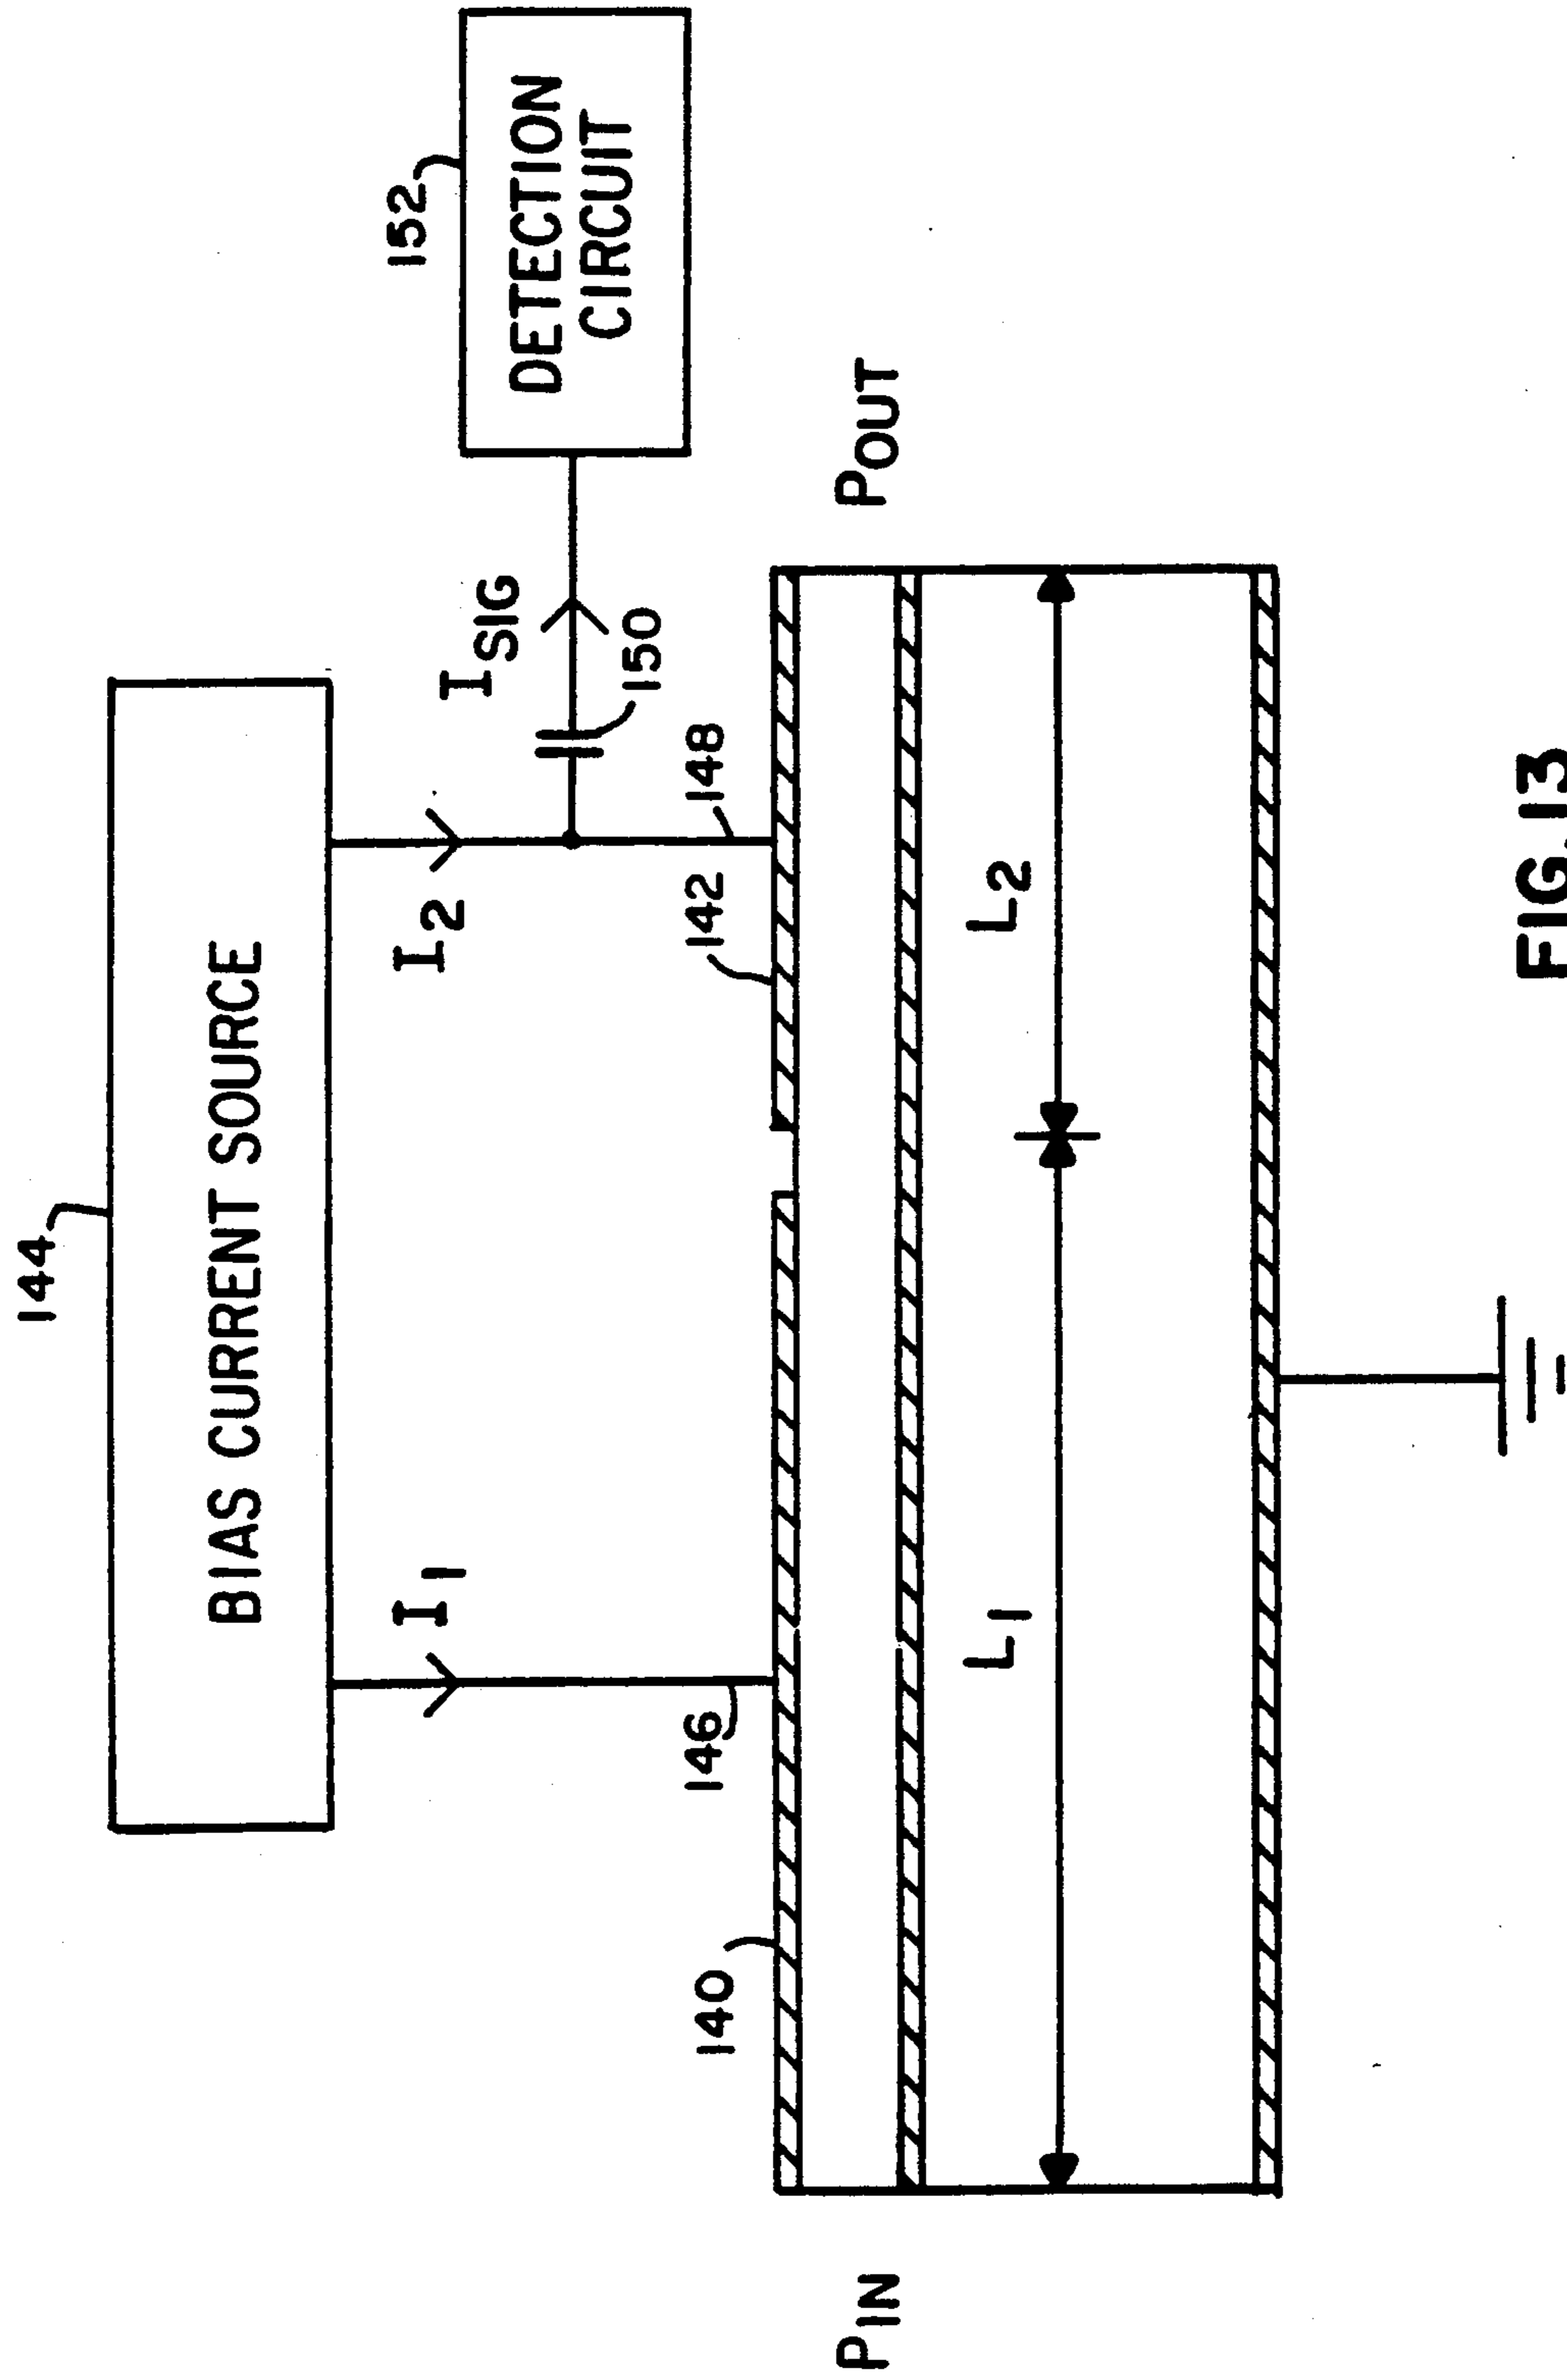 144
BIAS CURRENT SOURCE
I1
I2
ISIG
152
DETECTION
CIRCUIT
150
146
148
140
142
PIN
POUT
L1
L2
FIG.13